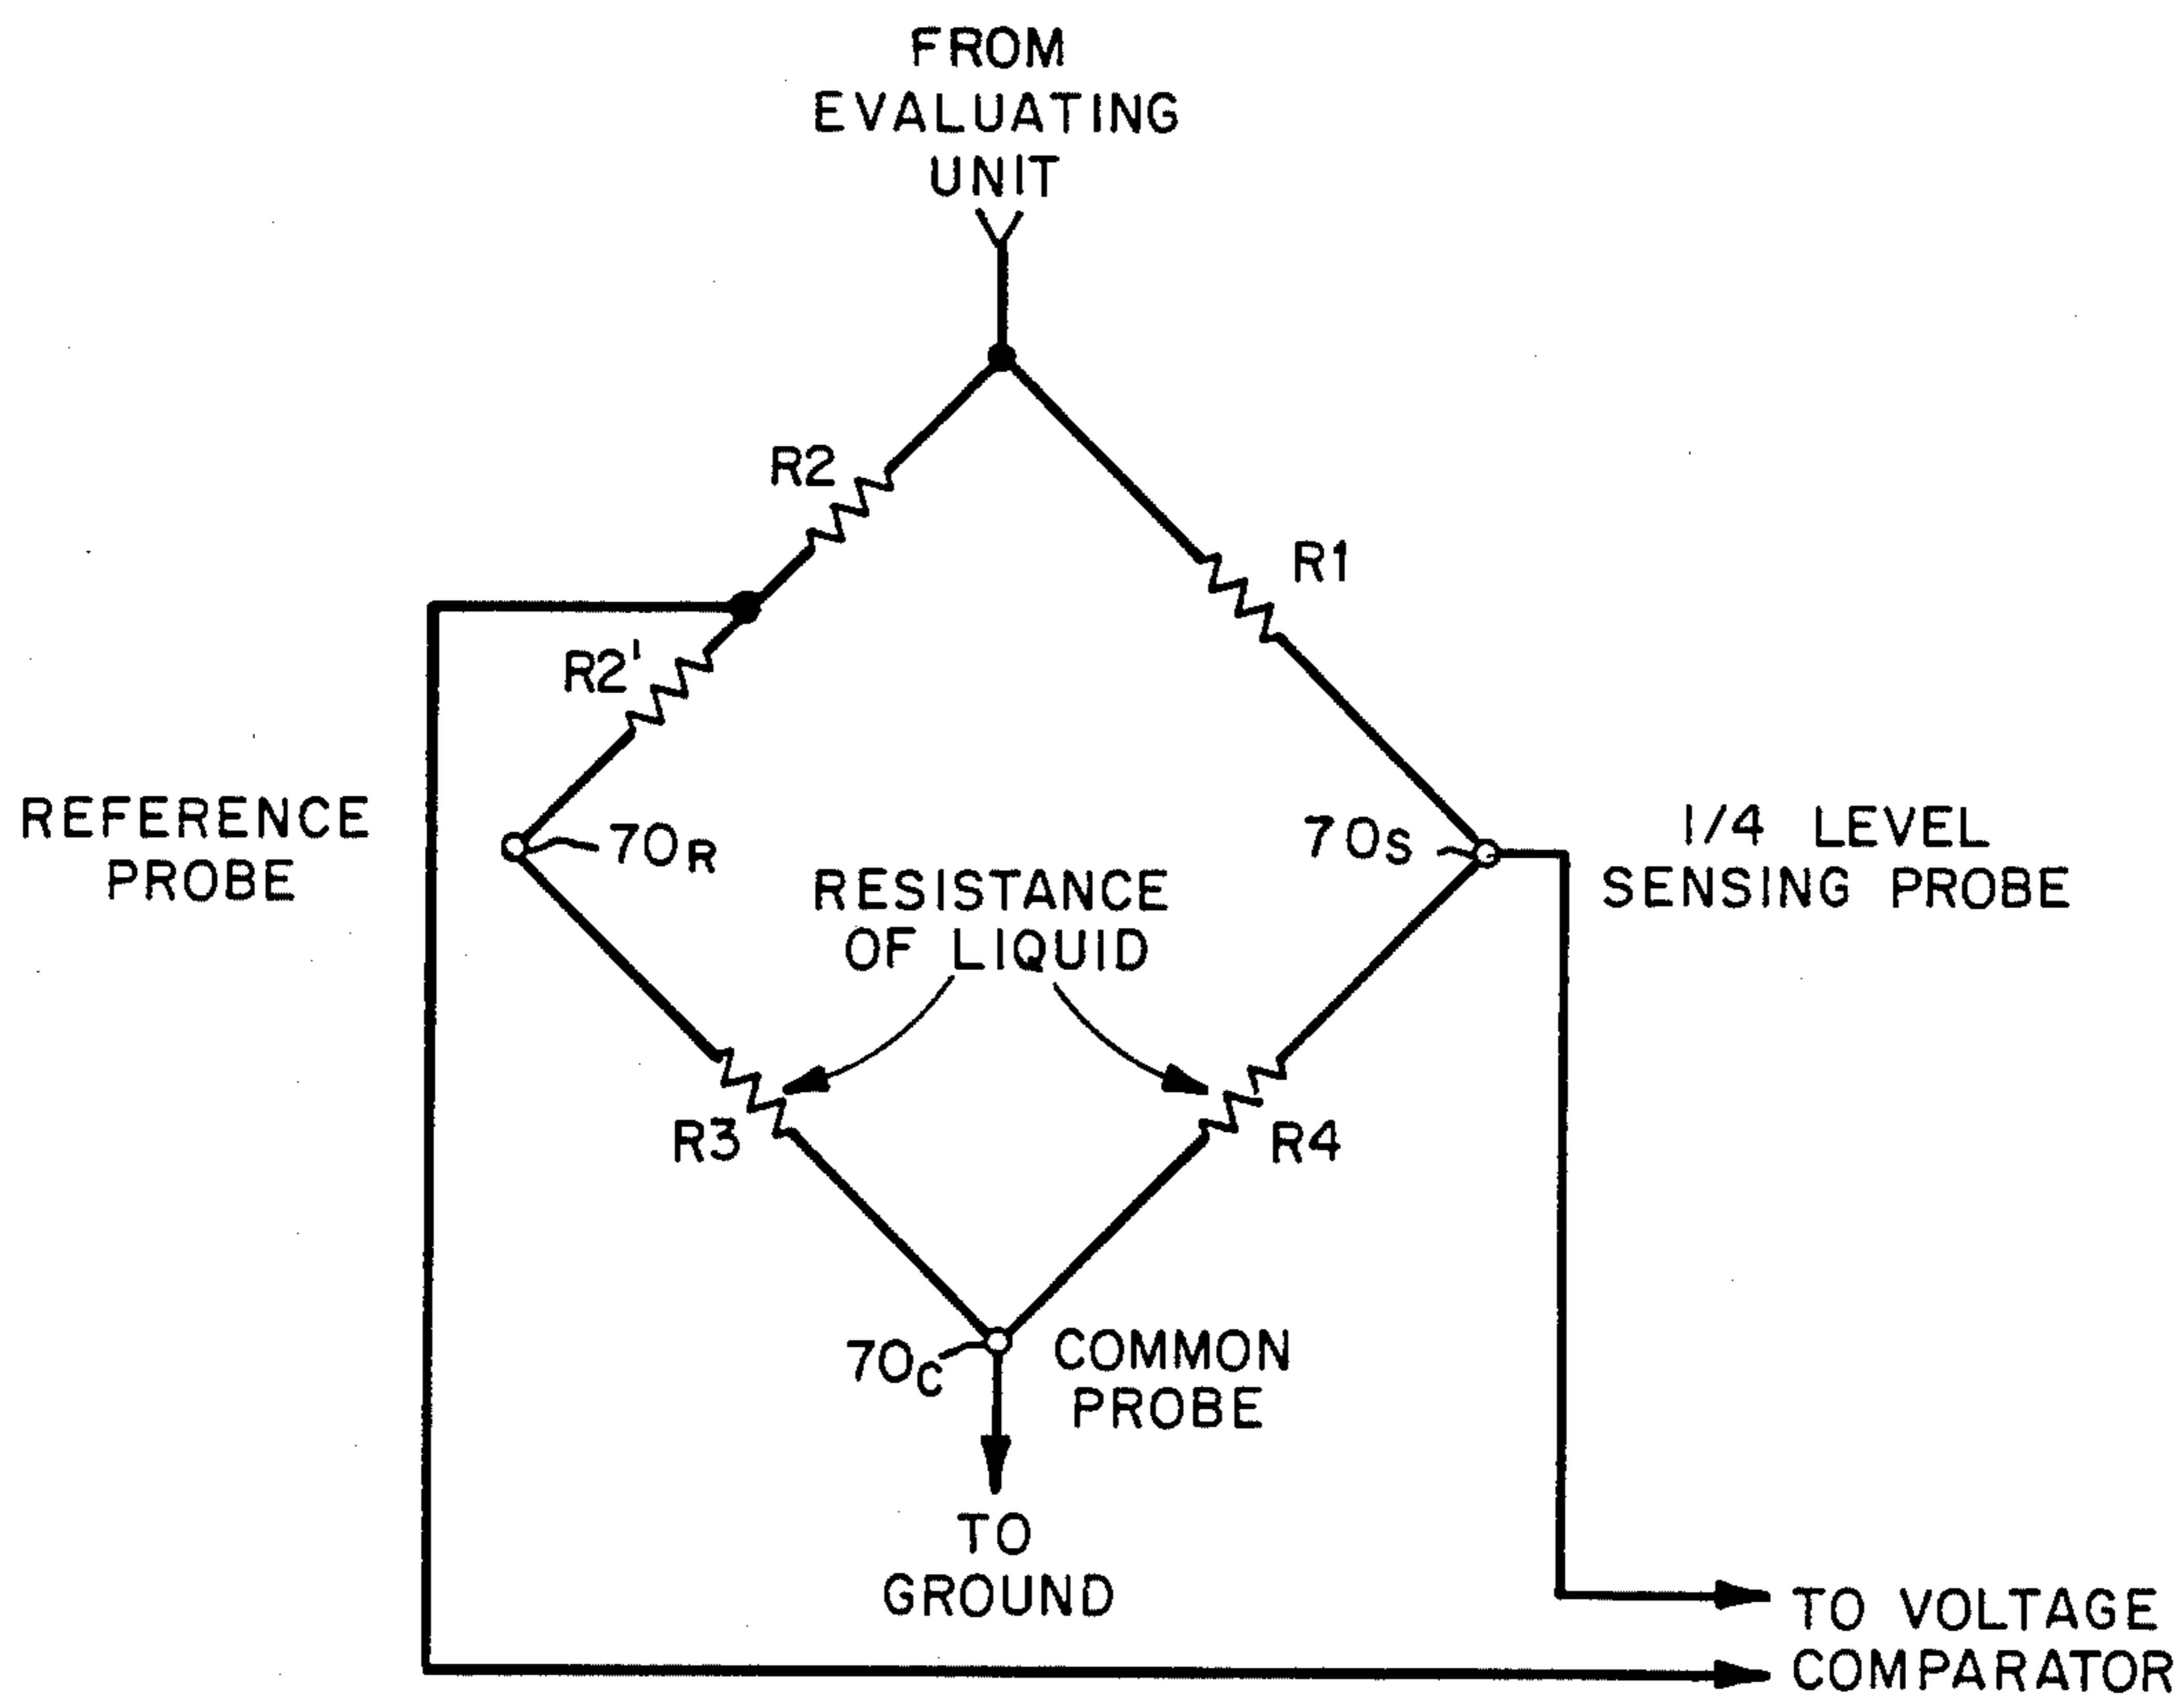 FROM
EVALUATING
UNIT
R2
R1
R2'
REFERENCE
PROBE
70R
70S
1/4 LEVEL
SENSING PROBE
RESISTANCE
OF LIQUID
R3
R4
70C
COMMON
PROBE
TO
GROUND
TO VOLTAGE
COMPARATOR